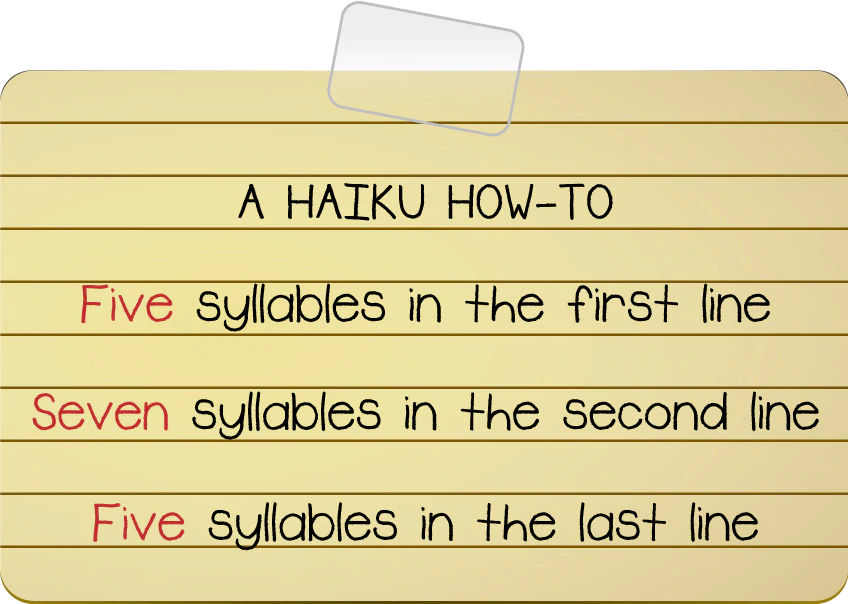 A HAIKU HOW-TO
Five syllables in the first line
Seven syllables in the second line
Five syllables in the last line